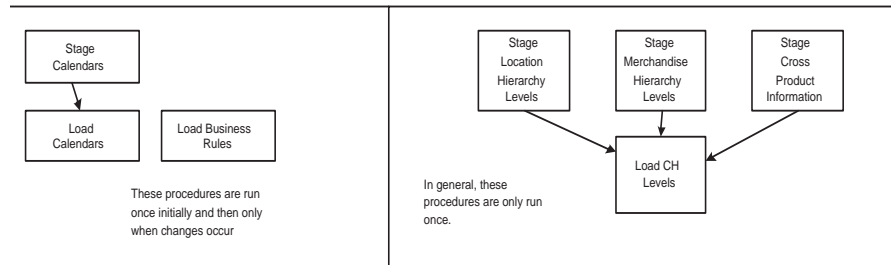 Stage
Calendars
Load
Calendars
Load Business
Rules
These procedures are run
once initially and then only
when changes occur
Stage
Location
Hierarchy
Levels
Stage
Merchandise
Hierarchy
Levels
Stage
Cross
Product
Information
Load CH
Levels
In general, these
procedures are only run
once.